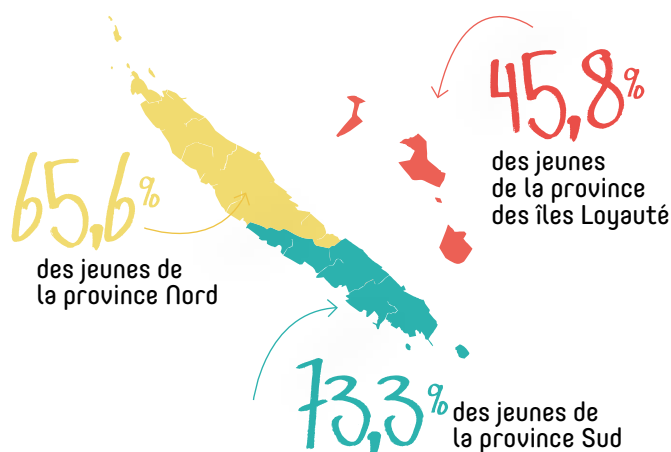 45,8%
des jeunes
de la province
des îles Loyauté
65,6%
des jeunes de
la province Nord
73,3%
des jeunes de
la province Sud